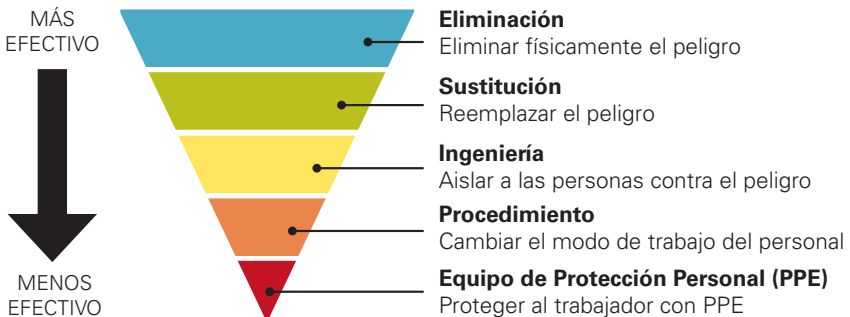 MÁS
EFECTIVO
Eliminación
Eliminar físicamente el peligro
Sustitución
Reemplazar el peligro
Ingeniería
Aislar a las personas contra el peligro
Procedimiento
Cambiar el modo de trabajo del personal
MENOS
EFECTIVO
Equipo de Protección Personal (PPE)
Proteger al trabajador con PPE